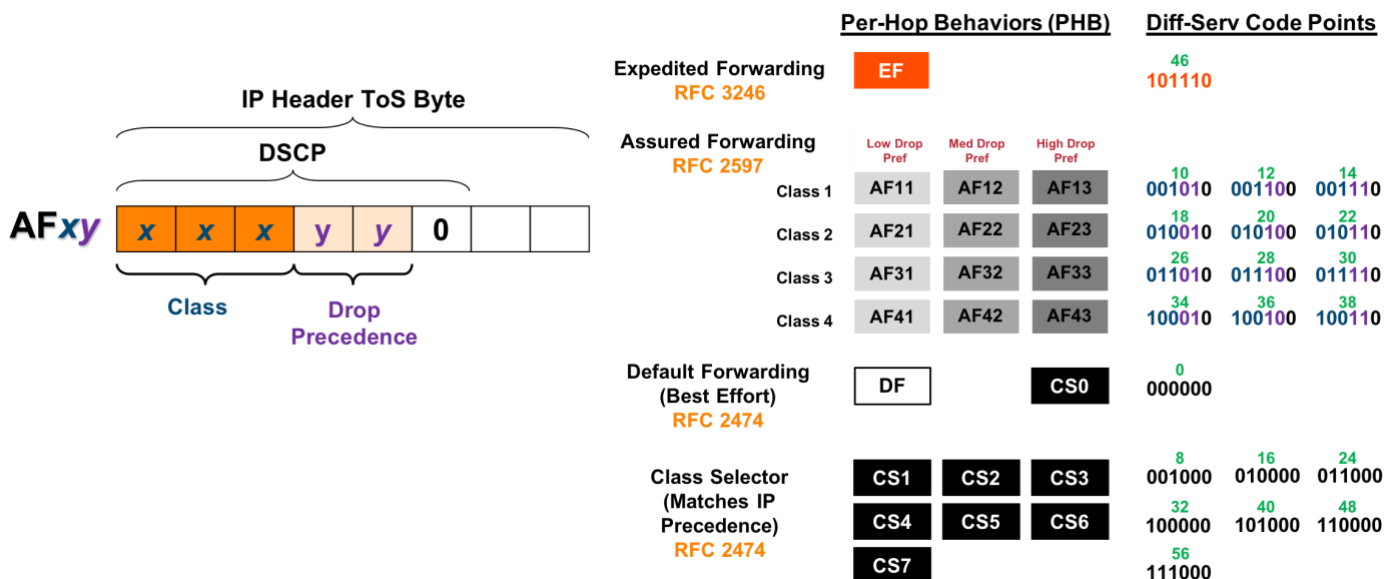 Per-Hop Behaviors (PHB)
Diff-Serv Code Points
IP Header ToS Byte
DSCP
AFxy
x x x y y 0
Class
Drop
Precedence
Expedited Forwarding
RFC 3246
EF
46
101110
Assured Forwarding
RFC 2597
Low Drop
Pref
Med Drop
Pref
High Drop
Pref
Class 1
AF11 AF12 AF13
10 12 14
001010 001100 001110
Class 2
AF21 AF22 AF23
18 20 22
010010 010100 010110
Class 3
AF31 AF32 AF33
26 28 30
011010 011100 011110
Class 4
AF41 AF42 AF43
34 36 38
100010 100100 100110
Default Forwarding
(Best Effort)
RFC 2474
DF CS0
0
000000
Class Selector
(Matches IP
Precedence)
RFC 2474
CS1 CS2 CS3
8 16 24
001000 010000 011000
CS4 CS5 CS6
32 40 48
100000 101000 110000
CS7
56
111000